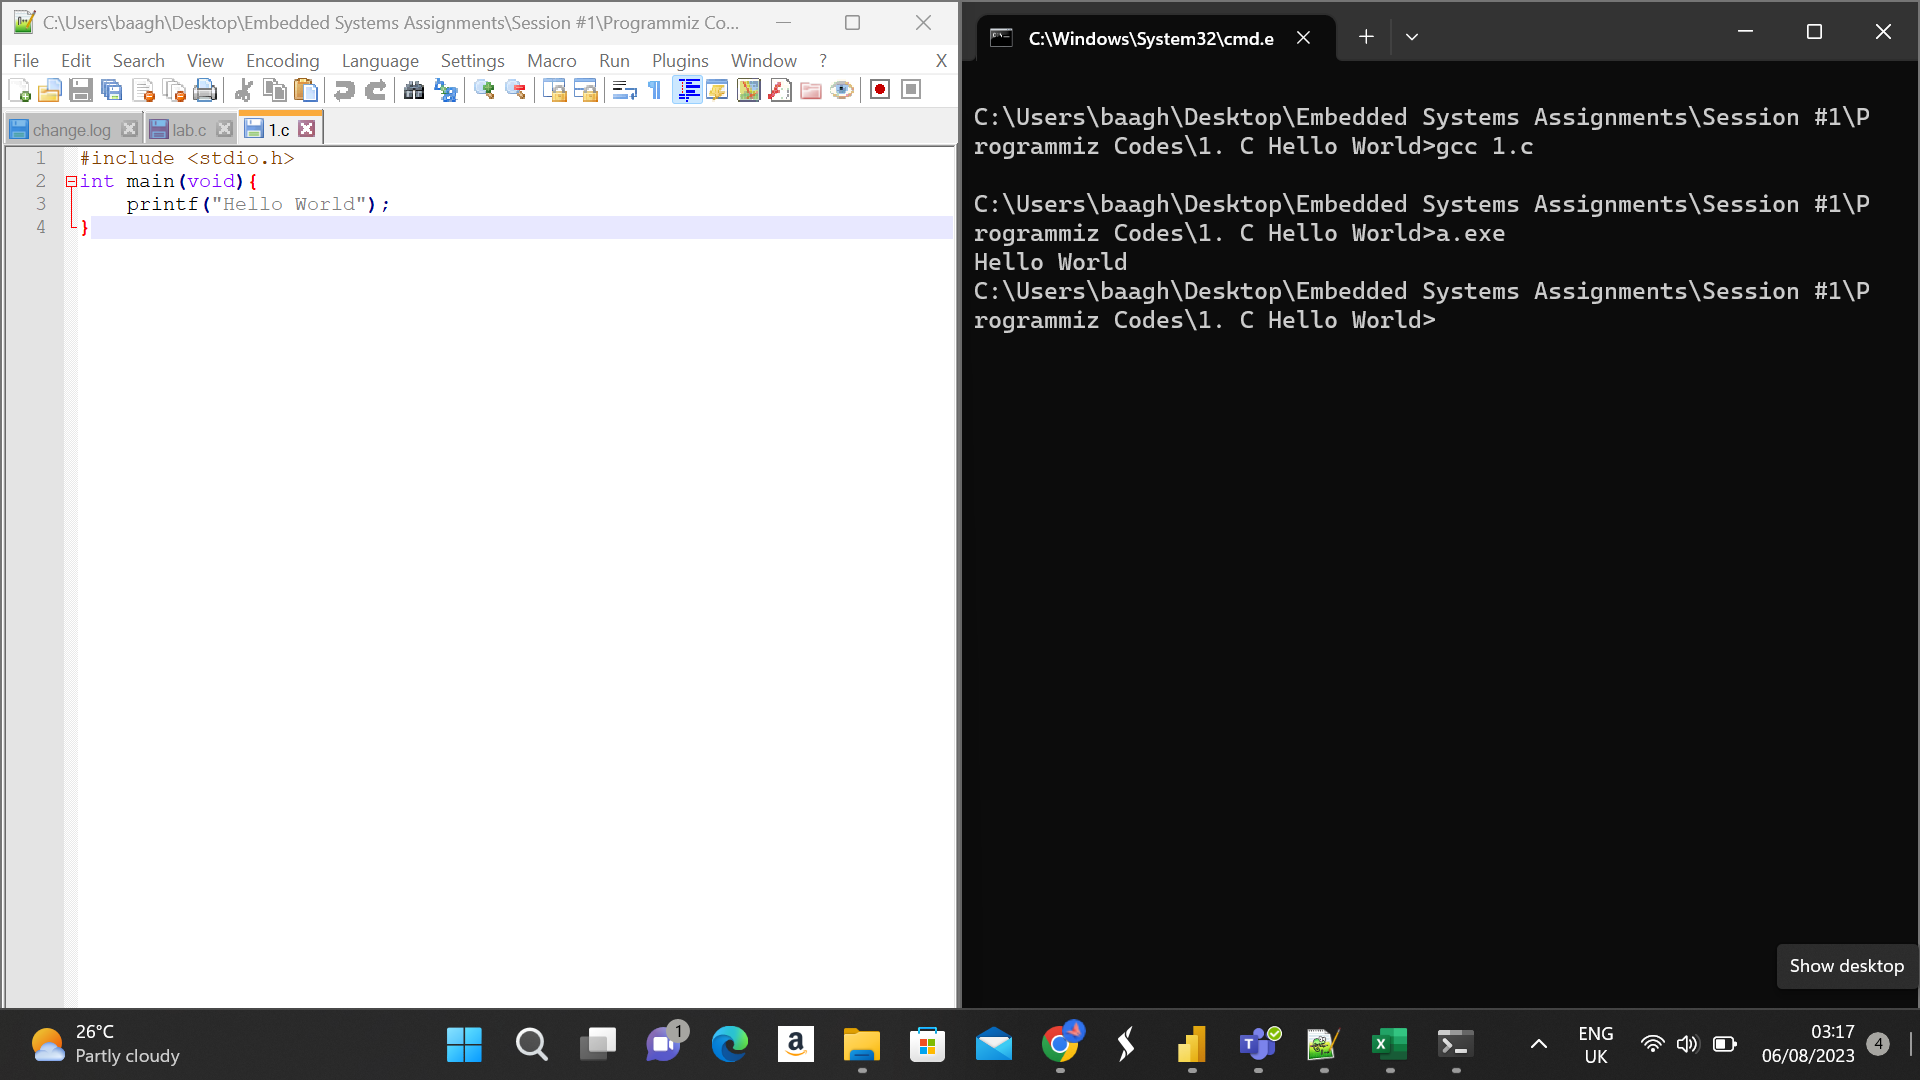 C:\Users\baagh\Desktop\Embedded Systems Assignments\Session #1\Programmiz Co...
File Edit Search View Encoding Language Settings Macro Run Plugins Window ? X
change.log lab.c 1.c
1 #include <stdio.h>
2 int main(void){
3 printf("Hello World");
4 }
C:\Windows\System32\cmd.e
C:\Users\baagh\Desktop\Embedded Systems Assignments\Session #1\P
rogrammiz Codes\1. C Hello World>gcc 1.c
C:\Users\baagh\Desktop\Embedded Systems Assignments\Session #1\P
rogrammiz Codes\1. C Hello World>a.exe
Hello World
C:\Users\baagh\Desktop\Embedded Systems Assignments\Session #1\P
rogrammiz Codes\1. C Hello World>
Show desktop
26°C
Partly cloudy
1
a
ENG
UK
03:17
06/08/2023
4